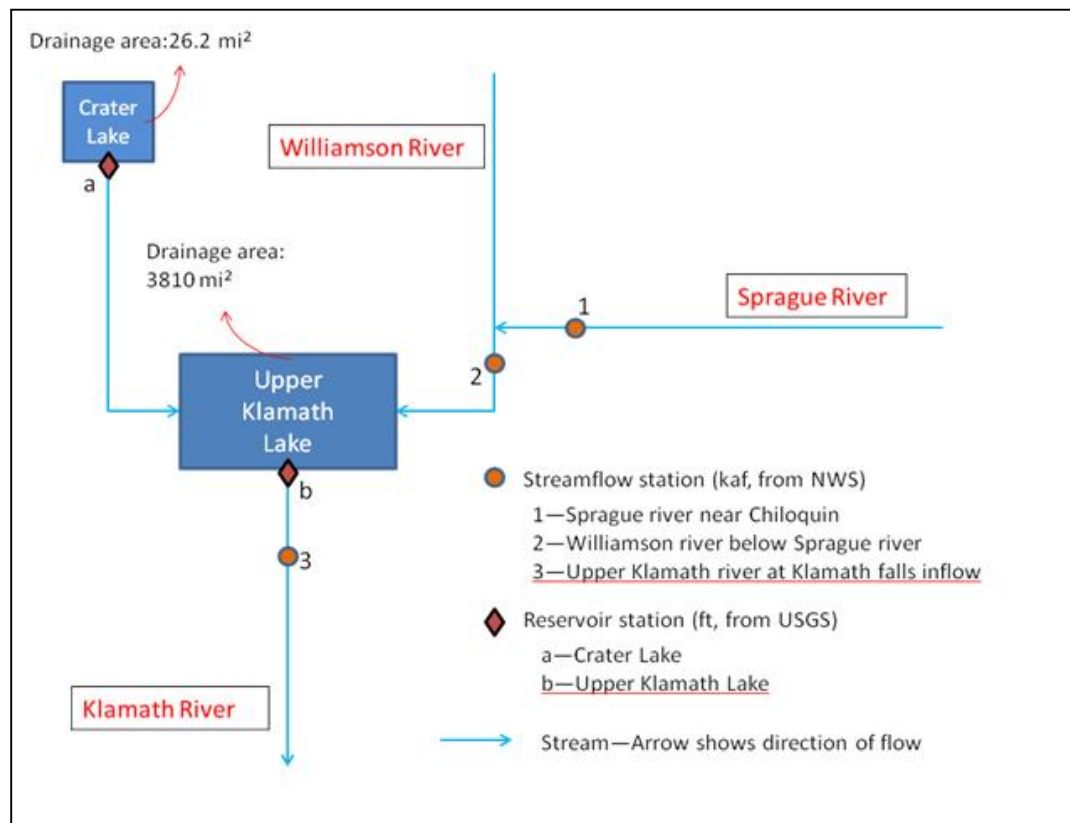 Drainage area:26.2 mi²
Crater
Lake
a
Williamson River
Drainage area:
3810 mi²
Sprague River
1
2
Upper
Klamath
Lake
b
3
Klamath River
Streamflow station (kaf, from NWS)
1—Sprague river near Chiloquin
2—Williamson river below Sprague river
3—Upper Klamath river at Klamath falls inflow
Reservoir station (ft, from USGS)
a—Crater Lake
b—Upper Klamath Lake
Stream—Arrow shows direction of flow